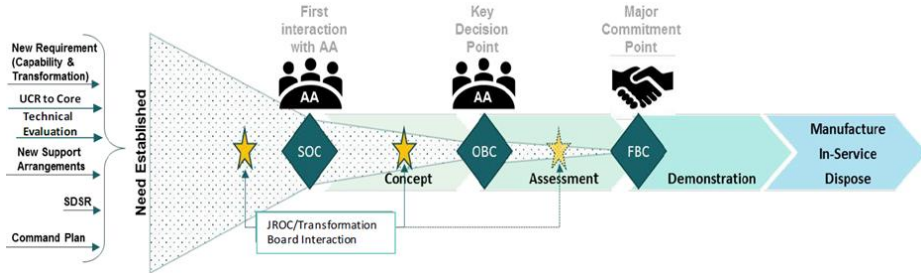 First
interaction
with AA
Key
Decision
Point
Major
Commitment
Point
New Requirement
(Capability &
Transformation)
UCR to Core
Technical
Evaluation
New Support
Arrangements
SDSR
Command Plan
Need Established
AA
AA
SOC
OBC
FBC
Concept
Assessment
Demonstration
Manufacture
In-Service
Dispose
JROC/Transformation
Board Interaction